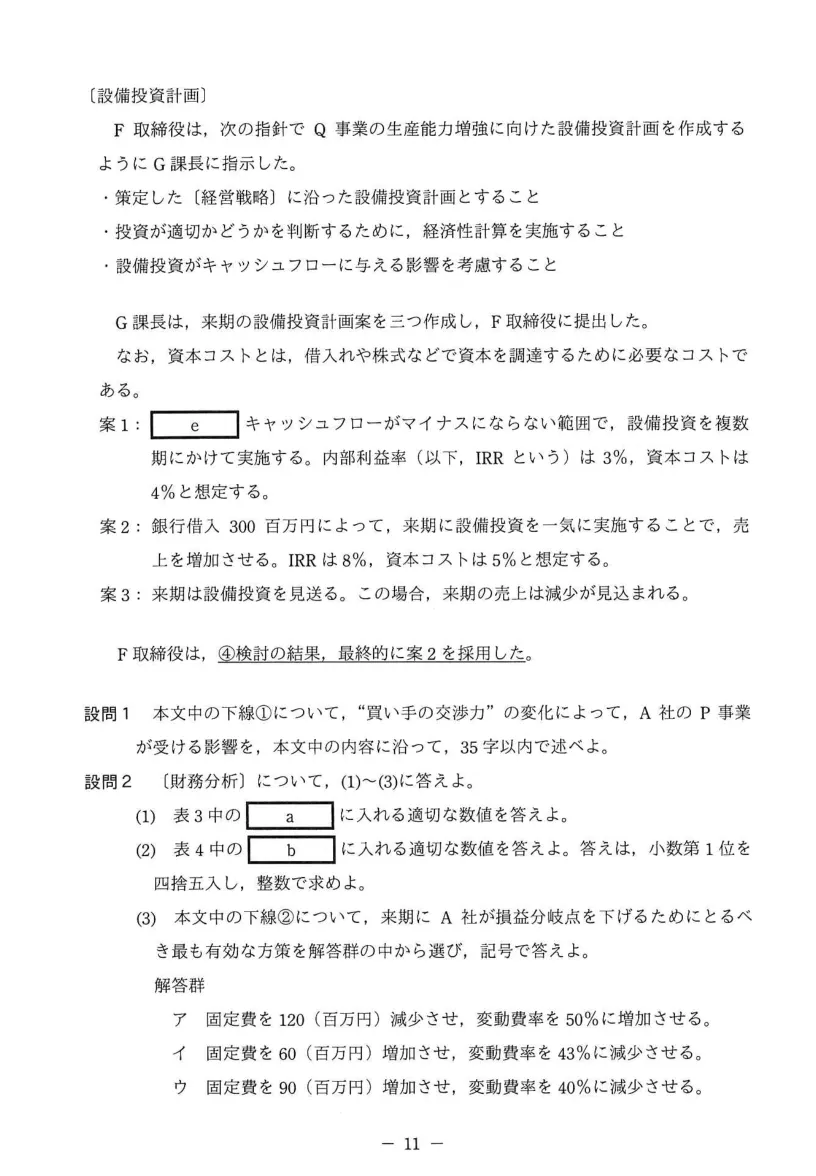 〔設備投資計画〕
F 取締役は，次の指針で Q 事業の生産能力増強に向けた設備投資計画を作成する
ように G 課長に指示した。
・策定した〔経営戦略〕に沿った設備投資計画とすること
・投資が適切かどうかを判断するために，経済性計算を実施すること
・設備投資がキャッシュフローに与える影響を考慮すること
G 課長は，来期の設備投資計画案を三つ作成し，F 取締役に提出した。
なお，資本コストとは，借入れや株式などで資本を調達するために必要なコストで
ある。
案 1： e キャッシュフローがマイナスにならない範囲で，設備投資を複数
期にかけて実施する。内部利益率（以下，IRR という）は 3%，資本コストは
4%と想定する。
案 2： 銀行借入 300 百万円によって，来期に設備投資を一気に実施することで，売
上を増加させる。IRR は 8%，資本コストは 5%と想定する。
案 3： 来期は設備投資を見送る。この場合，来期の売上は減少が見込まれる。
F 取締役は，④検討の結果，最終的に案 2 を採用した。
設問 1 本文中の下線①について，“買い手の交渉力” の変化によって，A 社の P 事業
が受ける影響を，本文中の内容に沿って，35 字以内で述べよ。
設問 2 〔財務分析〕について，(1)～(3)に答えよ。
(1) 表 3 中の a に入れる適切な数値を答えよ。
(2) 表 4 中の b に入れる適切な数値を答えよ。答えは，小数第 1 位を
四捨五入し，整数で求めよ。
(3) 本文中の下線②について，来期に A 社が損益分岐点を下げるためにとるべ
き最も有効な方策を解答群の中から選び，記号で答えよ。
解答群
ア 固定費を 120（百万円）減少させ，変動費率を 50%に増加させる。
イ 固定費を 60（百万円）増加させ，変動費率を 43%に減少させる。
ウ 固定費を 90（百万円）増加させ，変動費率を 40%に減少させる。
－ 11 －